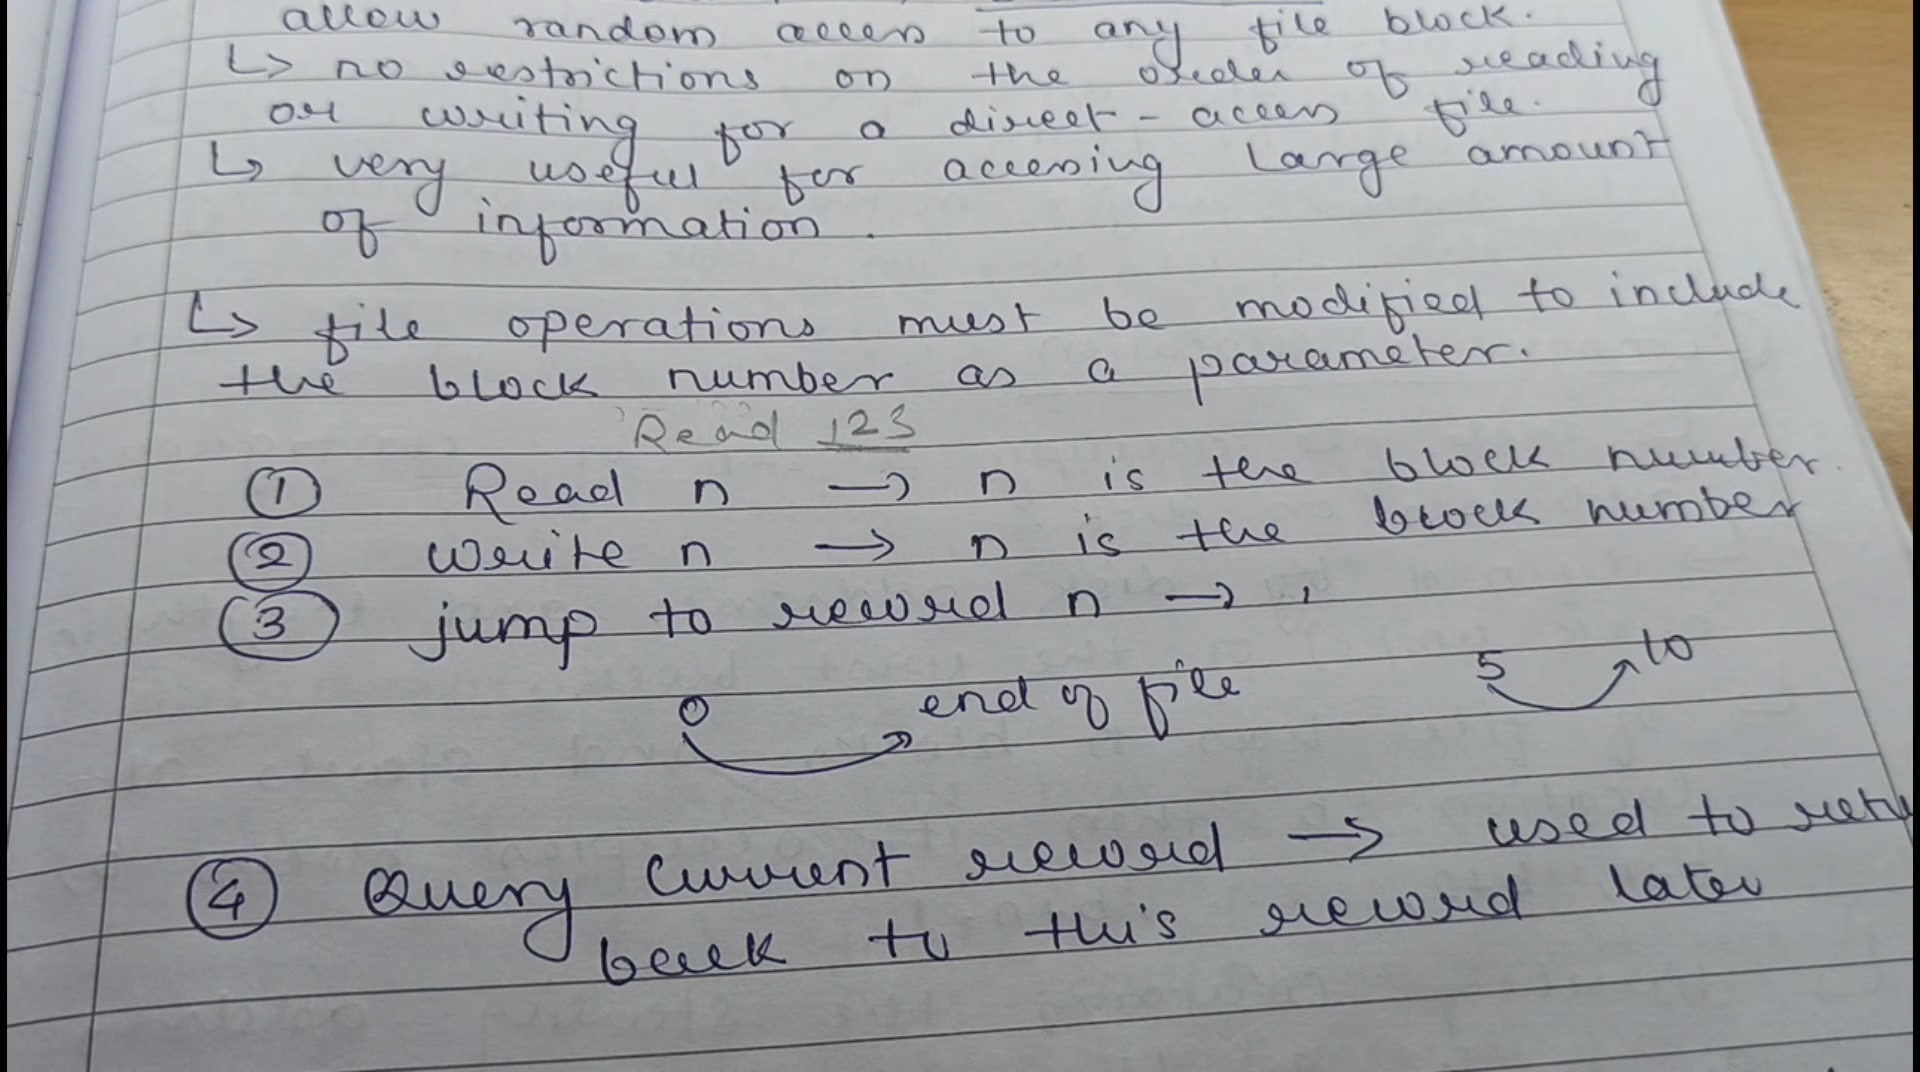 allow random access to any file block.
↳ no restrictions on the order of reading
or writing for a direct - access file.
↳ very useful for accessing large amount
of information.
↳ file operations must be modified to include
the block number as a parameter.
Read 123
① Read n → n is the block number.
② write n → n is the block number
③ jump to record n →
0 end of file 5 10
④ Query current record → used to
back to this record later